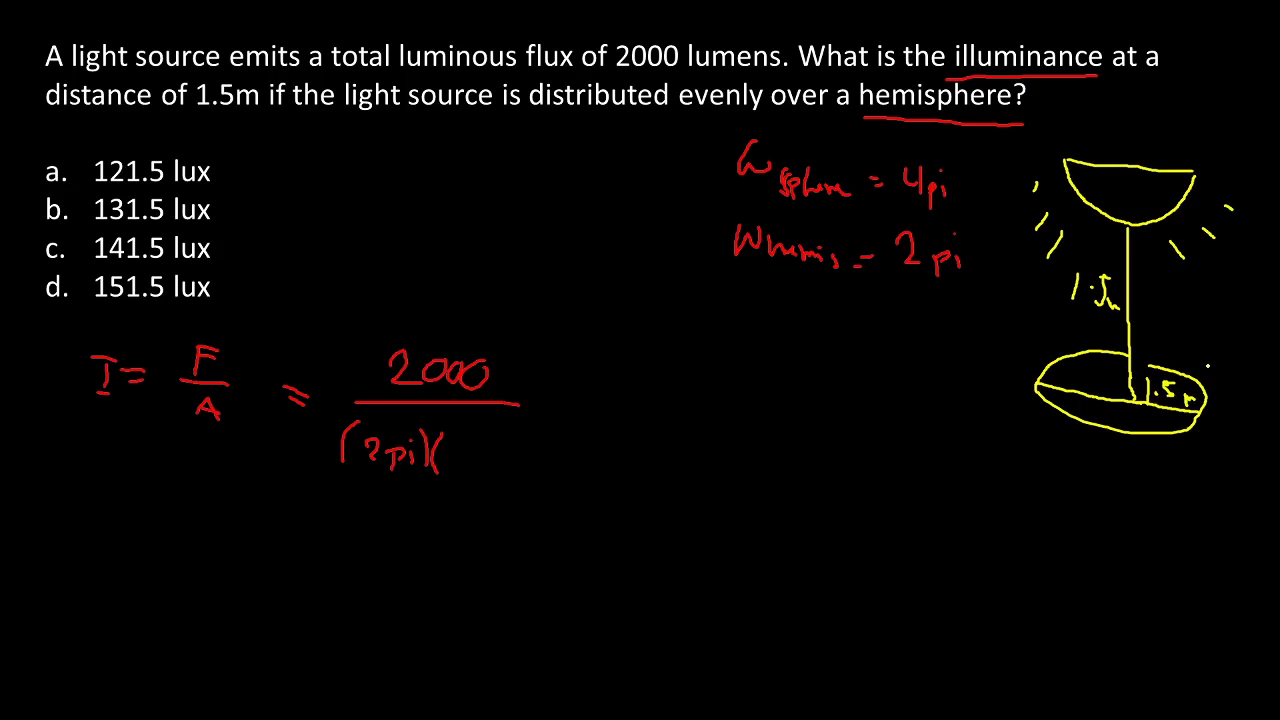 A light source emits a total luminous flux of 2000 lumens. What is the illuminance at a
distance of 1.5m if the light source is distributed evenly over a hemisphere?
a. 121.5 lux
b. 131.5 lux
c. 141.5 lux
d. 151.5 lux
W sphere = 4pi
W hemis = 2pi
1.5m
1.5m
I = F/A = 2000/(2pi)(